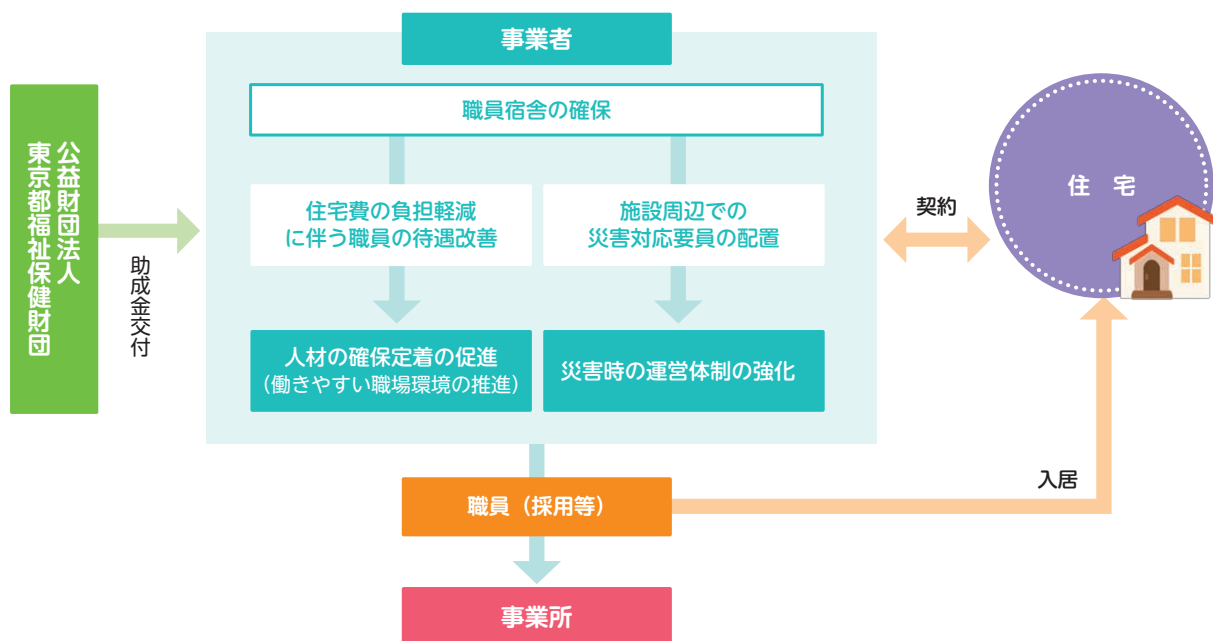 公益財団法人
東京都福祉保健財団
助成金交付
事業者
職員宿舎の確保
住宅費の負担軽減
に伴う職員の待遇改善
施設周辺での
災害対応要員の配置
人材の確保定着の促進
（働きやすい職場環境の推進）
災害時の運営体制の強化
契約
住 宅
職員（採用等）
入居
事業所